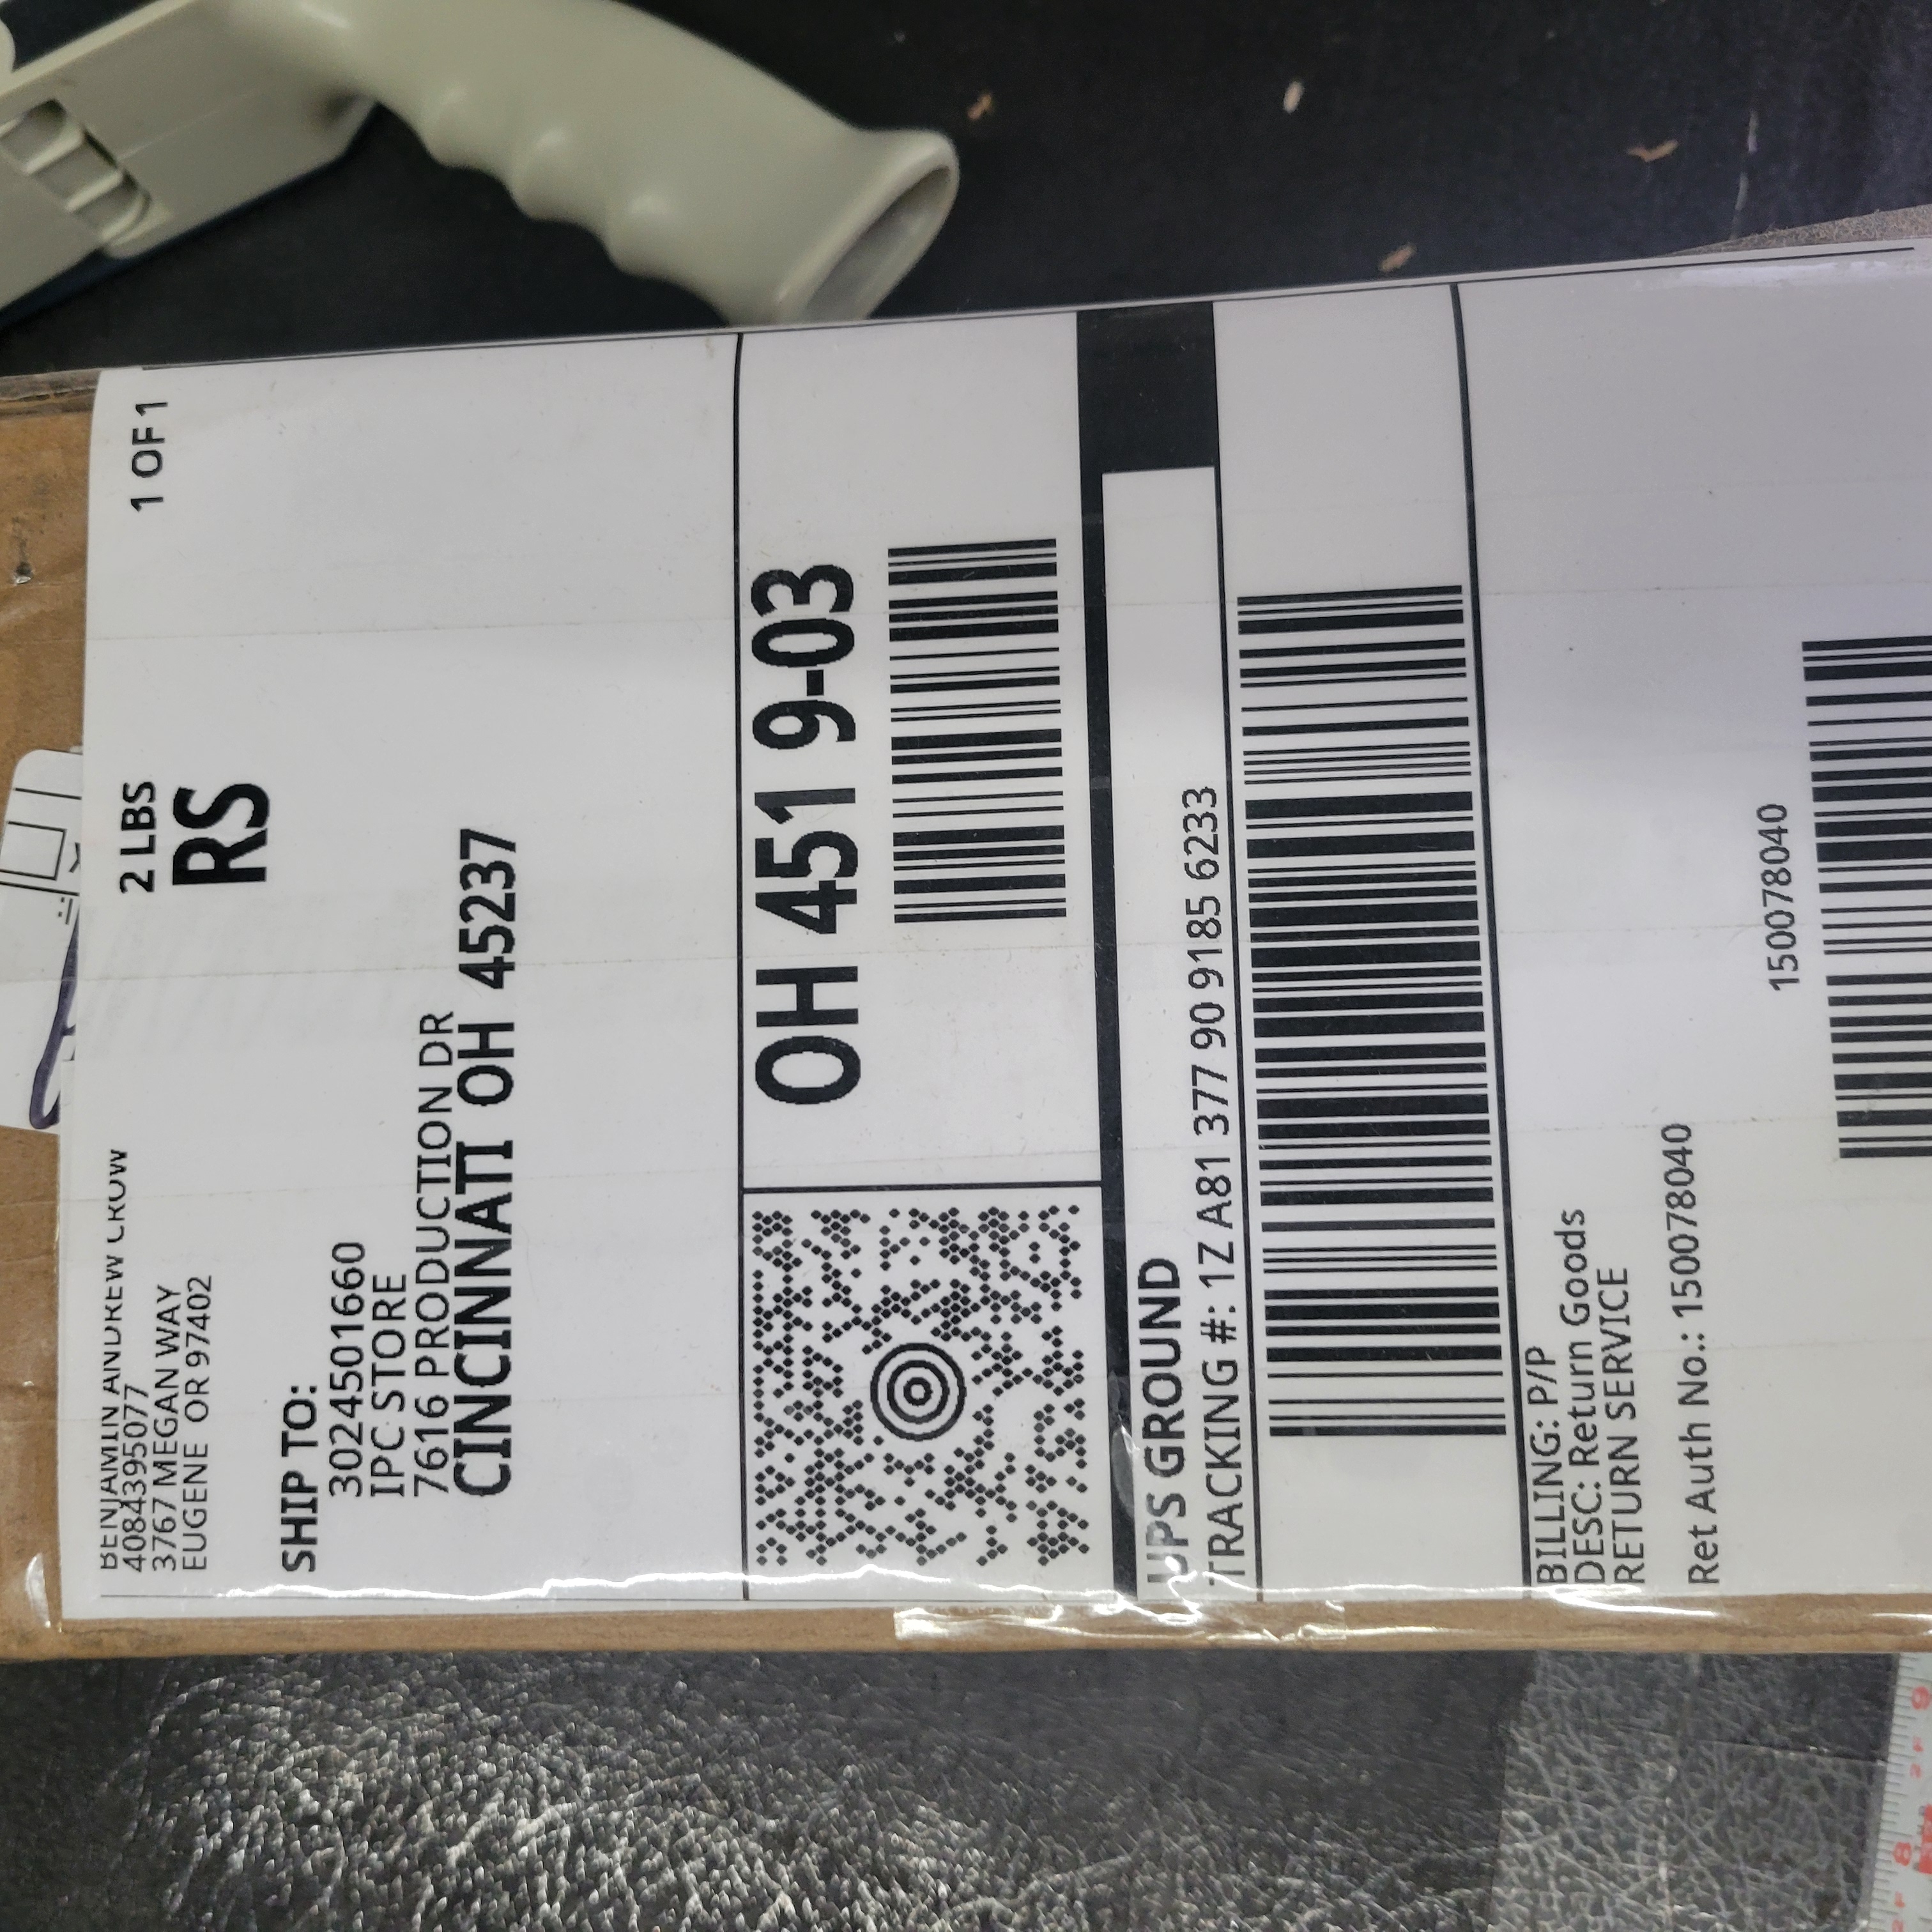 BENJAMIN ANDREW CROW
4084395077
3767 MEGAN WAY
EUGENE OR 97402
2 LBS
1 OF 1
RS
SHIP TO:
3024501660
IPC STORE
7616 PRODUCTION DR
CINCINNATI OH 45237
OH 451 9-03
UPS GROUND
TRACKING #: 1Z A81 377 90 9185 6233
BILLING: P/P
DESC: Return Goods
RETURN SERVICE
Ret Auth No.: 150078040
150078040